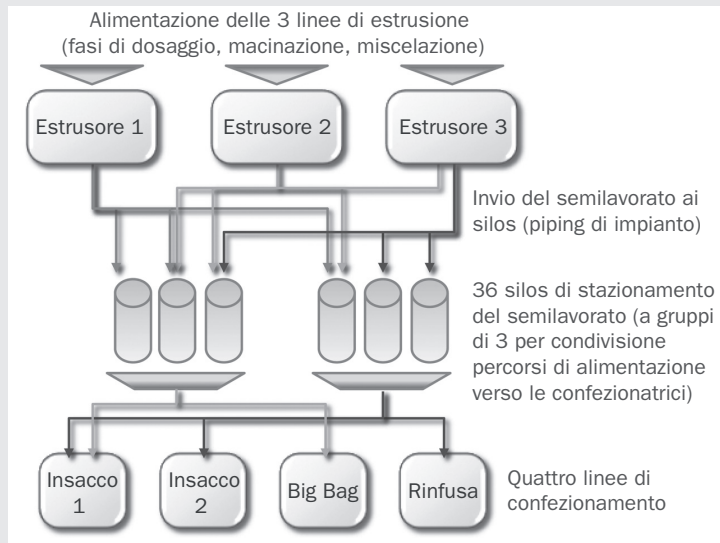 Alimentazione delle 3 linee di estrusione
(fasi di dosaggio, macinazione, miscelazione)
Estrusore 1
Estrusore 2
Estrusore 3
Invio del semilavorato ai
silos (piping di impianto)
36 silos di stazionamento
del semilavorato (a gruppi
di 3 per condivisione
percorsi di alimentazione
verso le confezionatrici)
Insacco
1
Insacco
2
Big Bag
Rinfusa
Quattro linee di
confezionamento